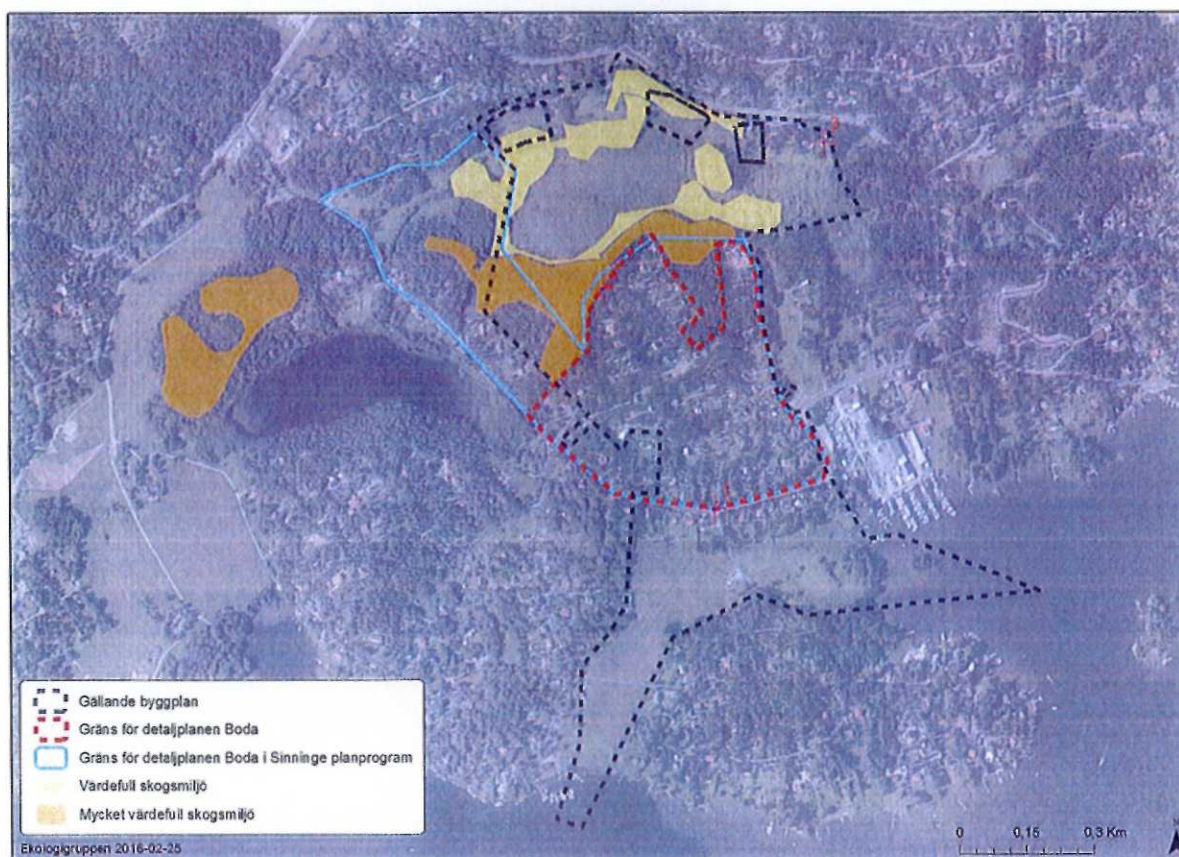 Gällande byggplan
Gräns för detaljplanen Boda
Gräns för detaljplanen Boda i Sinninge planprogram
Värdefull skogsmiljö
Mycket värdefull skogsmiljö
Ekologigruppen 2016-02-25
0 0,15 0,3 Km